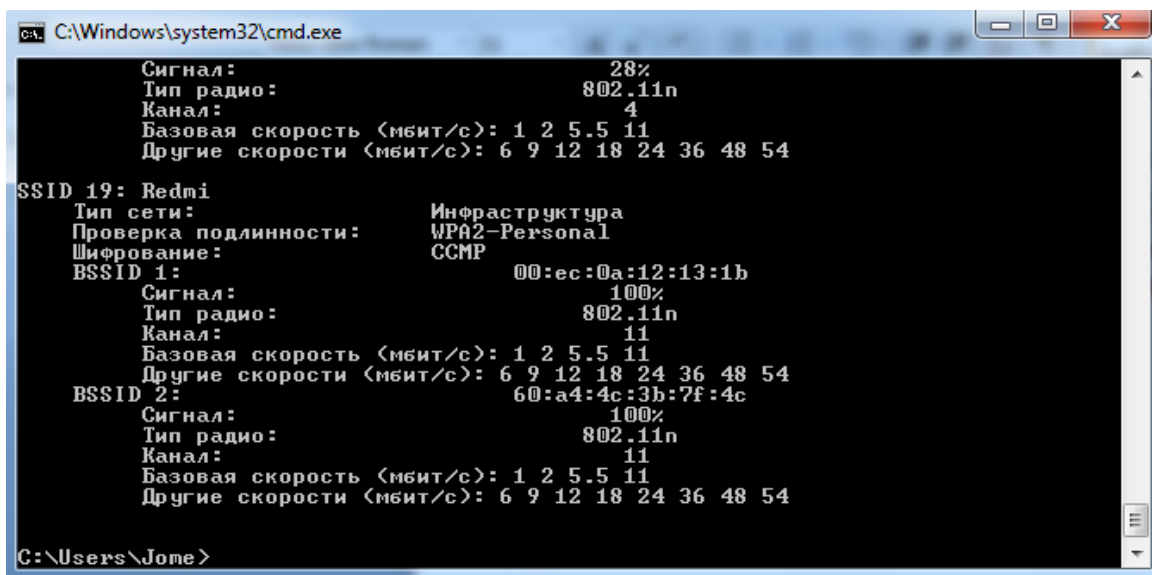 C:\Windows\system32\cmd.exe
Сигнал: 28%
Тип радио: 802.11n
Канал: 4
Базовая скорость (мбит/с): 1 2 5.5 11
Другие скорости (мбит/с): 6 9 12 18 24 36 48 54
SSID 19: Redmi
Тип сети: Инфраструктура
Проверка подлинности: WPA2-Personal
Шифрование: CCMP
BSSID 1: 00:ec:0a:12:13:1b
Сигнал: 100%
Тип радио: 802.11n
Канал: 11
Базовая скорость (мбит/с): 1 2 5.5 11
Другие скорости (мбит/с): 6 9 12 18 24 36 48 54
BSSID 2: 60:a4:4c:3b:7f:4c
Сигнал: 100%
Тип радио: 802.11n
Канал: 11
Базовая скорость (мбит/с): 1 2 5.5 11
Другие скорости (мбит/с): 6 9 12 18 24 36 48 54
C:\Users\Jome>